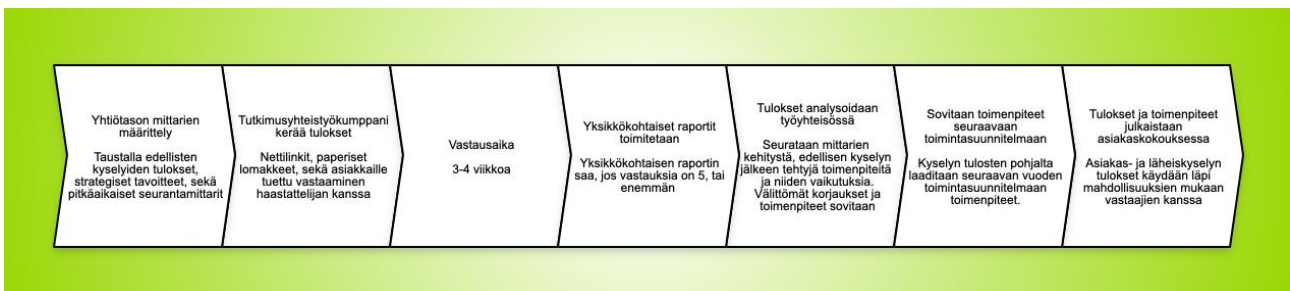 Yhtiötason mittarien
määrittely
Taustalla edellisten
kyselyiden tulokset,
strategiset tavoitteet, sekä
pitkäaikaiset seurantamittarit
Tutkimusyhteistyökumppani
kerää tulokset
Nettilinkit, paperiset
lomakkeet, sekä asiakkaille
tuettu vastaaminen
haastattelijan kanssa
Vastausaika
3-4 viikkoa
Yksikkökohtaiset raportit
toimitetaan
Yksikkökohtaisen raportin
saa, jos vastauksia on 5, tai
enemmän
Tulokset analysoidaan
työyhteisössä
Seurataan mittarien
kehitystä, edellisen kyselyn
jälkeen tehtyjä toimenpiteitä
ja niiden vaikutuksia.
Välittömät korjaukset ja
toimenpiteet sovitaan
Sovitaan toimenpiteet
seuraavaan
toimintasuunnitelmaan
Kyselyn tulosten pohjalta
laaditaan seuraavan vuoden
toimintasuunnitelmaan
toimenpiteet.
Tulokset ja toimenpiteet
julkaistaan
asiakaskokouksessa
Asiakas- ja läheiskyselyn
tulokset käydään läpi
mahdollisuuksien mukaan
vastaajien kanssa